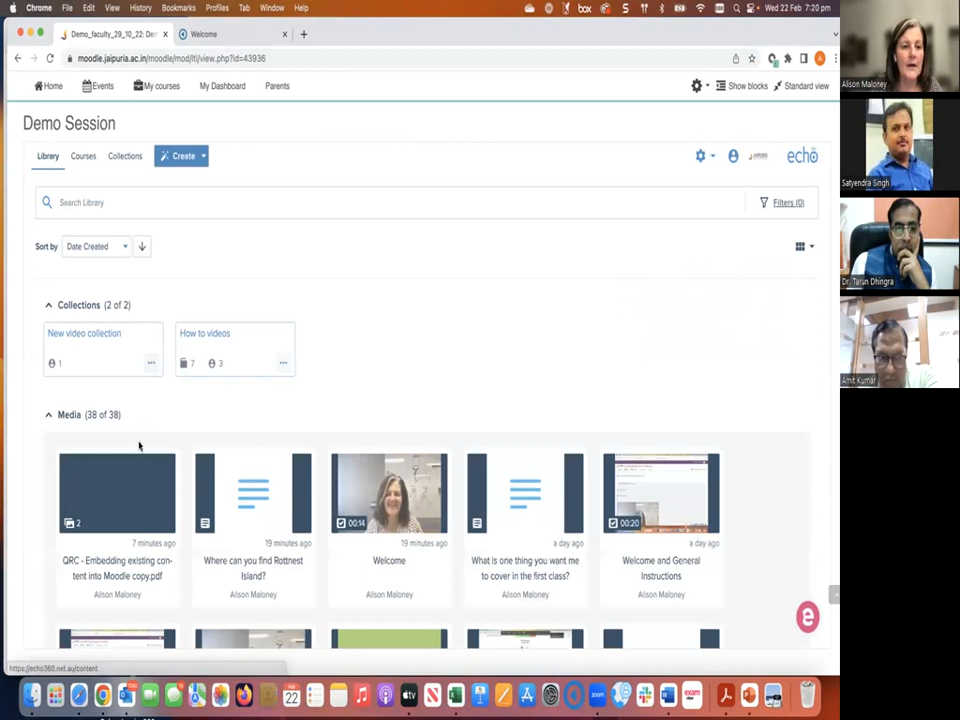 Chrome File Edit View History Bookmarks Profiles Tab Window Help box Wed 22 Feb 7:20 pm
Demo_faculty_29_10_22: Dem Welcome
moodle.jaipuria.ac.in/moodle/mod/lti/view.php?id=43936
Home Events My courses My Dashboard Parents Show blocks Standard view
Demo Session
Library Courses Collections Create echo
Search Library Filters (0)
Sort by Date Created
Collections (2 of 2)
New video collection How to videos
1 7 3
Media (38 of 38)
2 00:14 00:20
7 minutes ago 19 minutes ago 19 minutes ago a day ago a day ago
QRC - Embedding existing con- Where can you find Rottnest Welcome What is one thing you want me Welcome and General
tent into Moodle copy.pdf Island? to cover in the first class? Instructions
Alison Maloney Alison Maloney Alison Maloney Alison Maloney Alison Maloney
https://echo360.net.au/content
Alison Maloney
Satyendra Singh
Dr. Tarun Dhingra
Amit Kumar
FEB
22
tv
zoom
exam